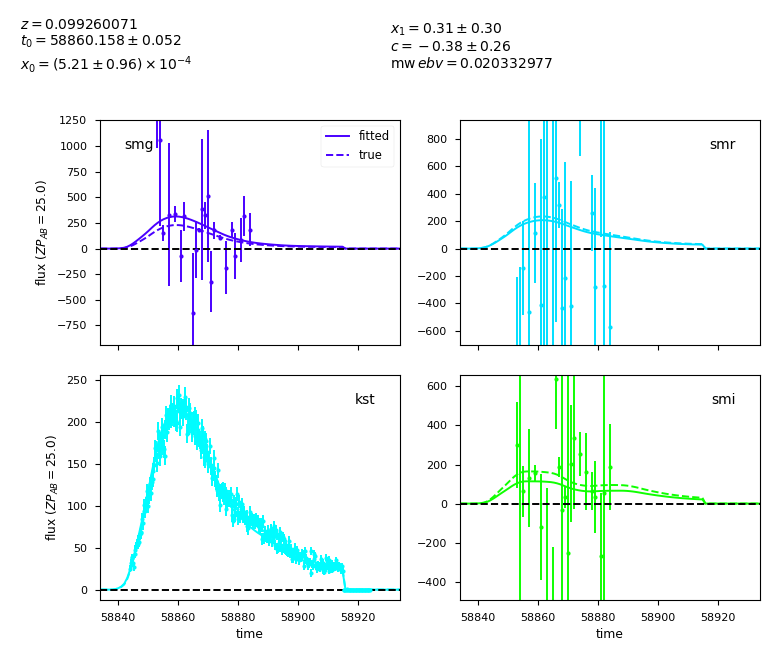 z = 0.099260071
t₀ = 58860.158 ± 0.052
x₀ = (5.21 ± 0.96) × 10⁻⁴
x₁ = 0.31 ± 0.30
c = −0.38 ± 0.26
mw ebv = 0.020332977
smg
fitted
true
flux (ZP_AB = 25.0)
1250
1000
750
500
250
0
−250
−500
−750
smr
800
600
400
200
0
−200
−400
−600
kst
flux (ZP_AB = 25.0)
250
200
150
100
50
0
58840 58860 58880 58900 58920
time
smi
600
400
200
0
−200
−400
58840 58860 58880 58900 58920
time